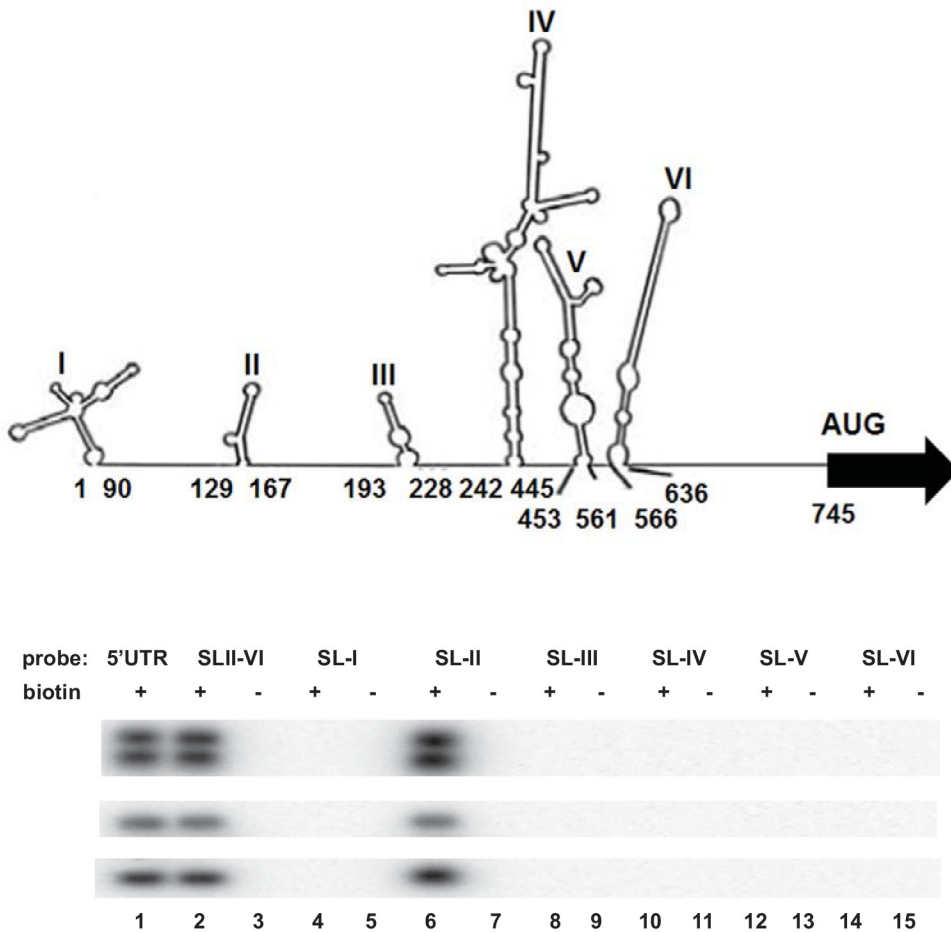 IV
VI
V
I
II
III
AUG
1 90 129 167 193 228 242 445 636
453 561 566 745
probe: 5'UTR SLII-VI SL-I SL-II SL-III SL-IV SL-V SL-VI
biotin + + - + - + - + - + - + - + -
1 2 3 4 5 6 7 8 9 10 11 12 13 14 15